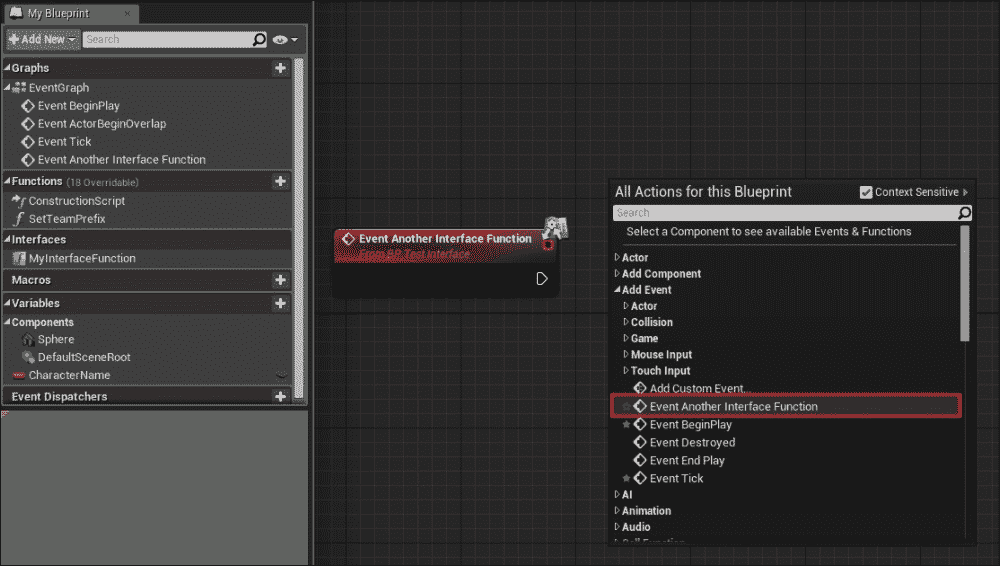 My Blueprint
Add New
Search
Graphs
EventGraph
Event BeginPlay
Event ActorBeginOverlap
Event Tick
Event Another Interface Function
Functions (18 Overridable)
ConstructionScript
SetTeamPrefix
Interfaces
MyInterfaceFunction
Macros
Variables
Components
Sphere
DefaultSceneRoot
CharacterName
Event Dispatchers
Event Another Interface Function
From BP Test Interface
All Actions for this Blueprint
Context Sensitive
Search
Select a Component to see available Events & Functions
Actor
Add Component
Add Event
Actor
Collision
Game
Mouse Input
Touch Input
Add Custom Event...
Event Another Interface Function
Event BeginPlay
Event Destroyed
Event End Play
Event Tick
AI
Animation
Audio